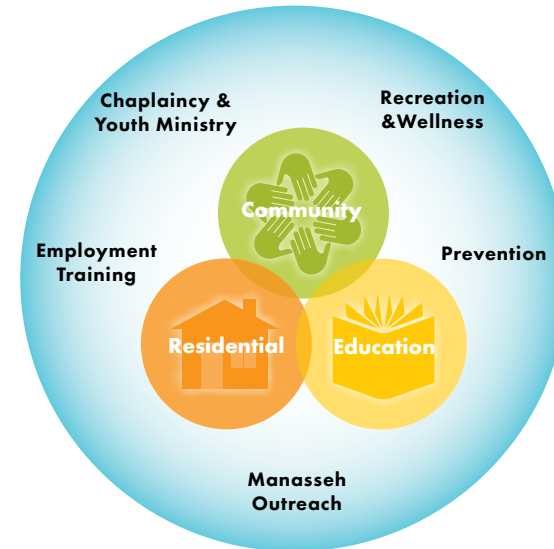 Chaplaincy &
Youth Ministry
Recreation
&Wellness
Community
Employment
Training
Prevention
Residential
Education
Manasseh
Outreach